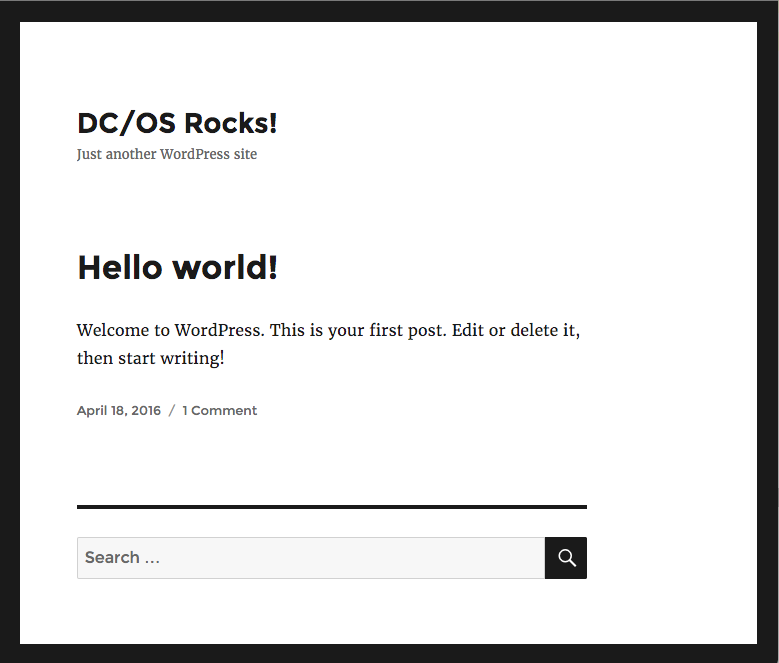 DC/OS Rocks!
Just another WordPress site
Hello world!
Welcome to WordPress. This is your first post. Edit or delete it,
then start writing!
April 18, 2016 / 1 Comment
Search …